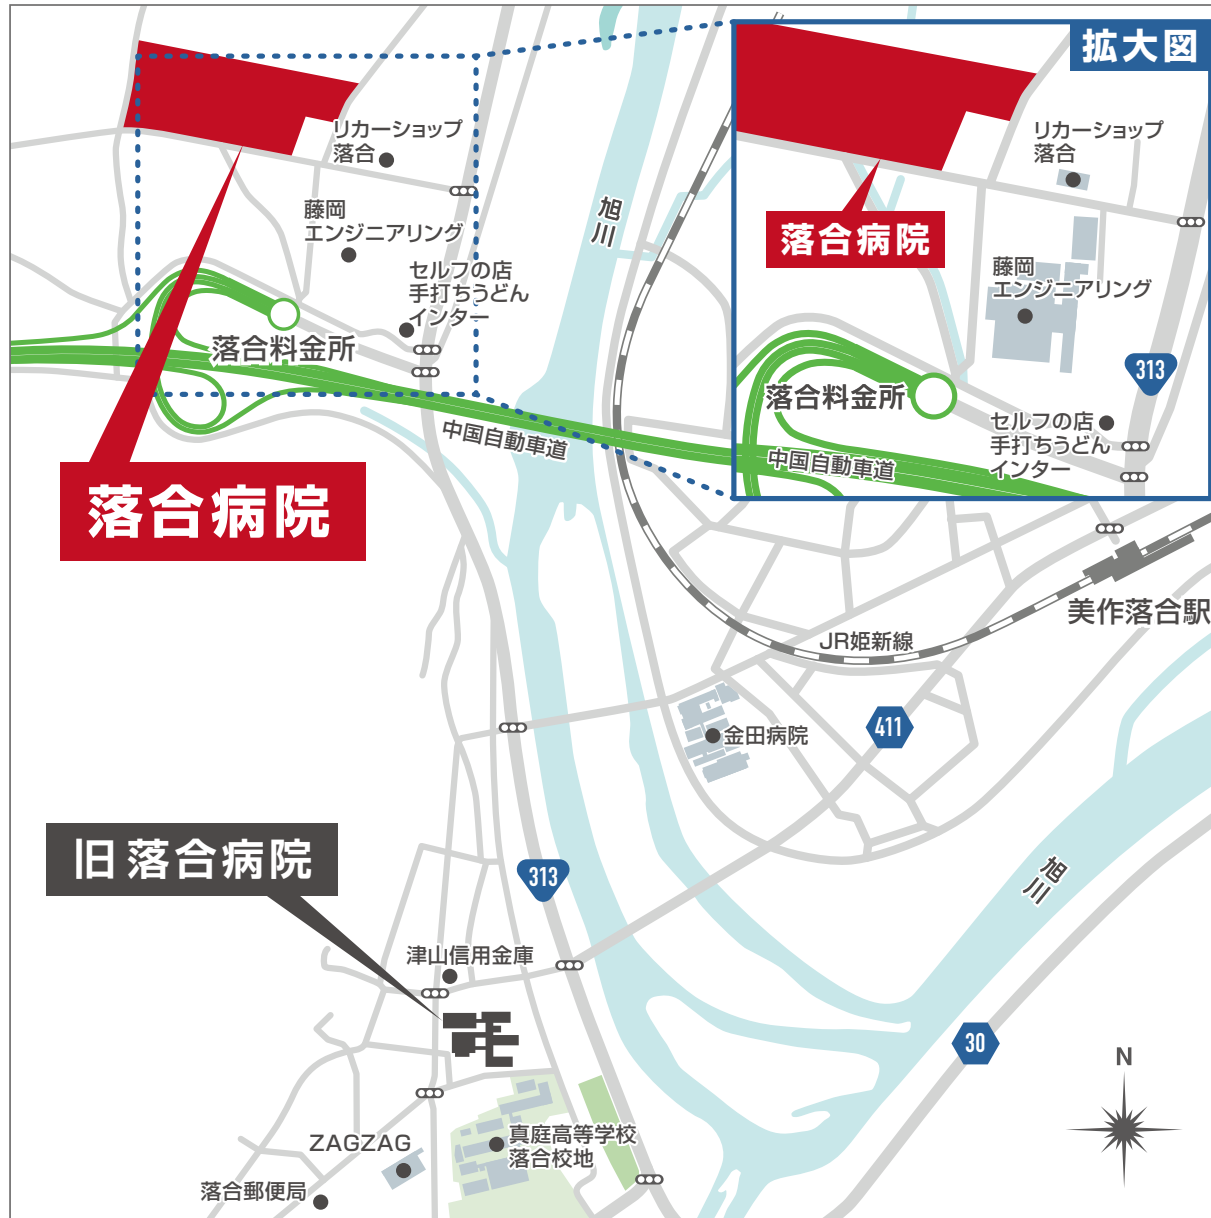 拡大図
リカーショップ
落合
藤岡
エンジニアリング
セルフの店
手打ちうどん
インター
落合料金所
中国自動車道
旭川
落合病院
リカーショップ
落合
落合病院
藤岡
エンジニアリング
313
落合料金所
セルフの店
手打ちうどん
インター
中国自動車道
美作落合駅
JR姫新線
411
金田病院
旧 落合病院
313
旭川
津山信用金庫
30
N
真庭高等学校
落合校地
ZAGZAG
落合郵便局